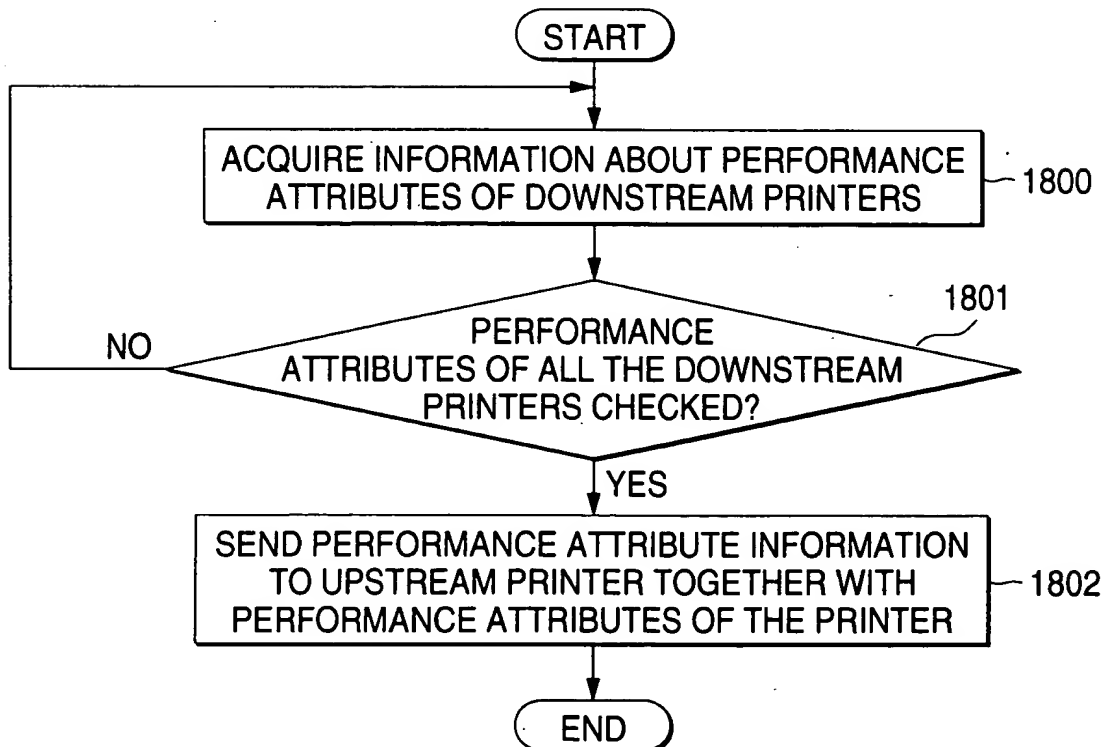 START
ACQUIRE INFORMATION ABOUT PERFORMANCE
ATTRIBUTES OF DOWNSTREAM PRINTERS
1800
1801
PERFORMANCE
ATTRIBUTES OF ALL THE DOWNSTREAM
PRINTERS CHECKED?
NO
YES
SEND PERFORMANCE ATTRIBUTE INFORMATION
TO UPSTREAM PRINTER TOGETHER WITH
PERFORMANCE ATTRIBUTES OF THE PRINTER
1802
END